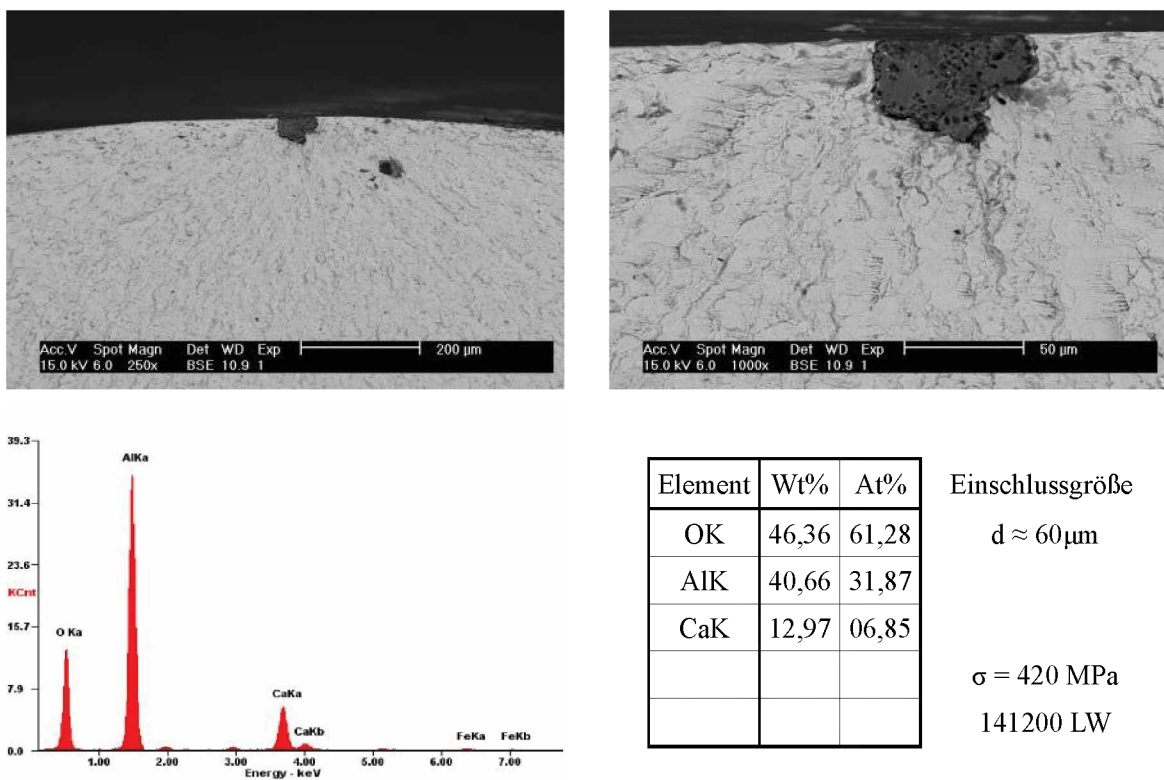 Acc.V Spot Magn Det WD Exp 200 µm
15.0 kV 6.0 250x BSE 10.9 1
Acc.V Spot Magn Det WD Exp 50 µm
15.0 kV 6.0 1000x BSE 10.9 1
39.3
31.4
23.6
KCnt
15.7
7.9
0.0
O Ka
AlKa
CaKa
CaKb
FeKa FeKb
1.00 2.00 3.00 4.00 5.00 6.00 7.00
Energy - keV
Element Wt% At%
OK 46,36 61,28
AlK 40,66 31,87
CaK 12,97 06,85
Einschlussgröße
d ≈ 60µm
σ = 420 MPa
141200 LW